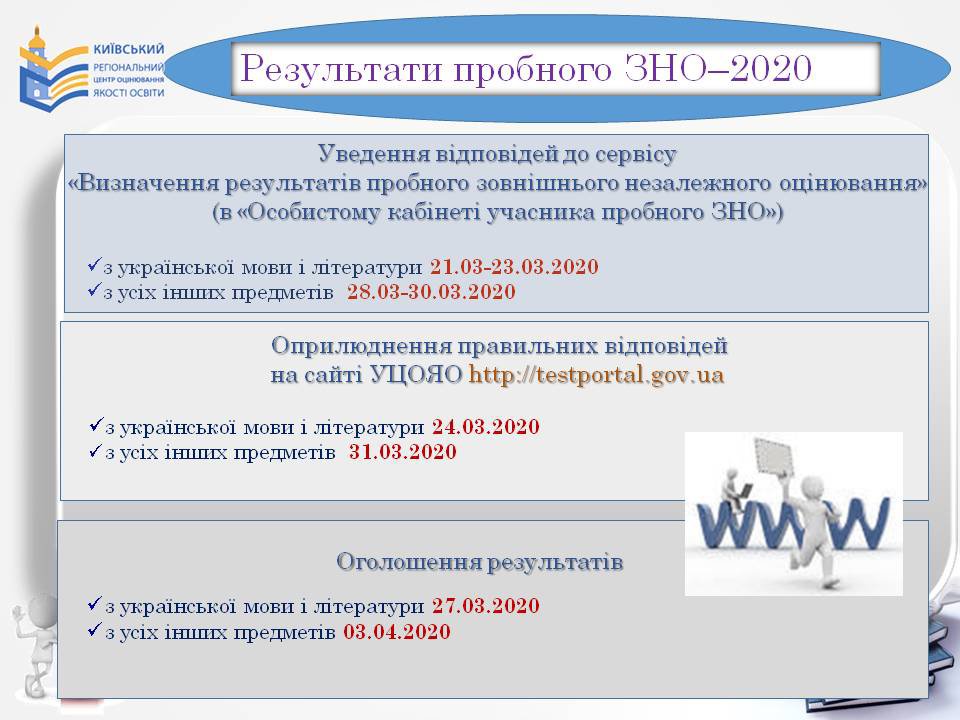 КИЇВСЬКИЙ
РЕГІОНАЛЬНИЙ
ЦЕНТР ОЦІНЮВАННЯ
ЯКОСТІ ОСВІТИ
Результати пробного ЗНО–2020
Уведення відповідей до сервісу
«Визначення результатів пробного зовнішнього незалежного оцінювання»
(в «Особистому кабінеті учасника пробного ЗНО»)
✓з української мови і літератури 21.03-23.03.2020
✓з усіх інших предметів 28.03-30.03.2020
Оприлюднення правильних відповідей
на сайті УЦОЯО http://testportal.gov.ua
✓з української мови і літератури 24.03.2020
✓з усіх інших предметів 31.03.2020
www
Оголошення результатів
✓з української мови і літератури 27.03.2020
✓з усіх інших предметів 03.04.2020